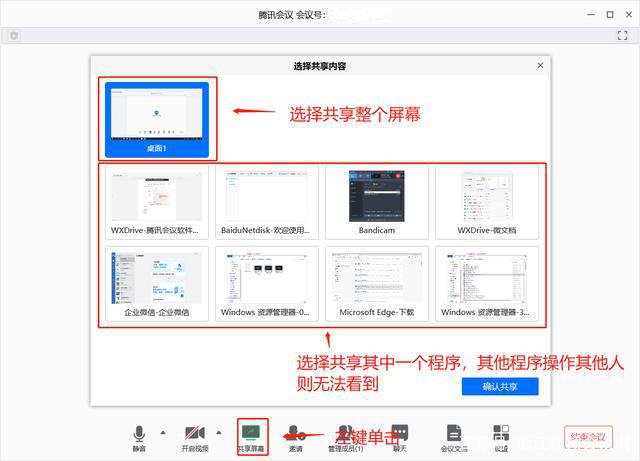 腾讯会议 会议号:
选择共享内容
选择共享整个屏幕
桌面1
XWDrive-腾讯会议软件...
BaiduNetdisk-欢迎使用...
Bandicam
WXDrive-微文档
企业微信-企业微信
Windows 资源管理器-0...
Microsoft Edge-下载
Windows 资源管理器-3...
选择共享其中一个程序，其他程序操作其他人
则无法看到
确认共享
左键单击
静音
开启视频
共享屏幕
邀请
管理成员(1)
聊天
会议文档
设置
结束会议